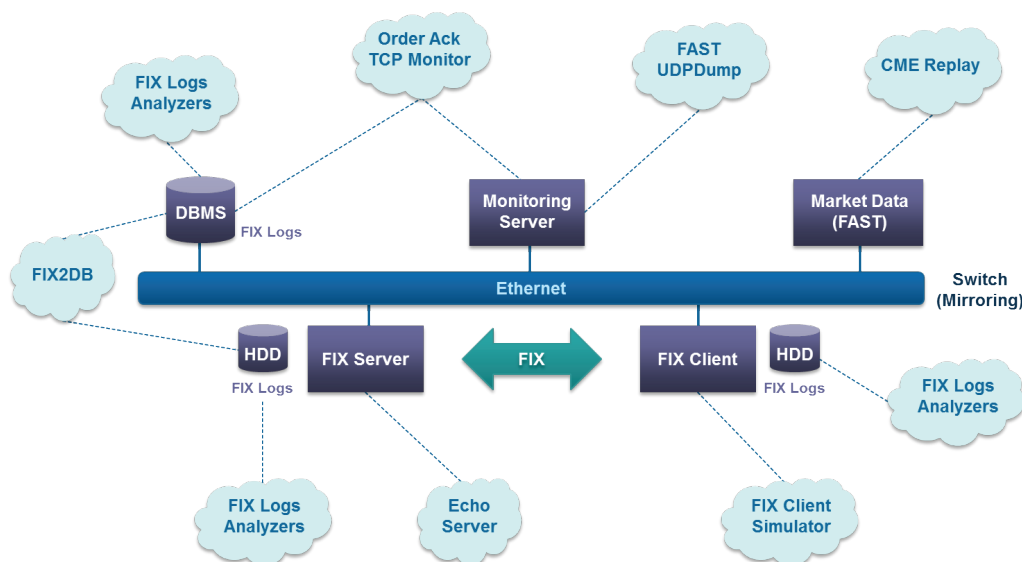 Order Ack
TCP Monitor
FAST
UDPDump
CME Replay
FIX Logs
Analyzers
DBMS
FIX Logs
Monitoring
Server
Market Data
(FAST)
FIX2DB
Ethernet
Switch
(Mirroring)
HDD
FIX Logs
FIX Server
FIX
FIX Client
HDD
FIX Logs
FIX Logs
Analyzers
FIX Logs
Analyzers
Echo
Server
FIX Client
Simulator